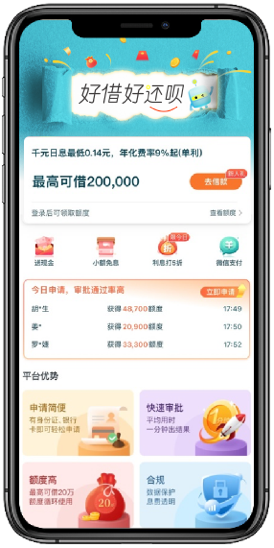 好借好还呗
千元日息最低0.14元，年化费率9%起(单利)
新人礼
最高可借200,000
去借款
登录后可领取额度
查看额度 >
限今日
送现金
小额免息
利息打5折
微信支付
今日申请，审批通过率高
立即申请
胡*生 获得 48,700额度 17:49
姜* 获得 20,900额度 17:50
罗*媛 获得 33,300额度 17:52
平台优势
申请简便
有身份证、银行
卡即可轻松申请
快速审批
平均用时
一分钟出结果
额度高
最高可借20万
额度循环使用
20
合规
数据保护
息费透明